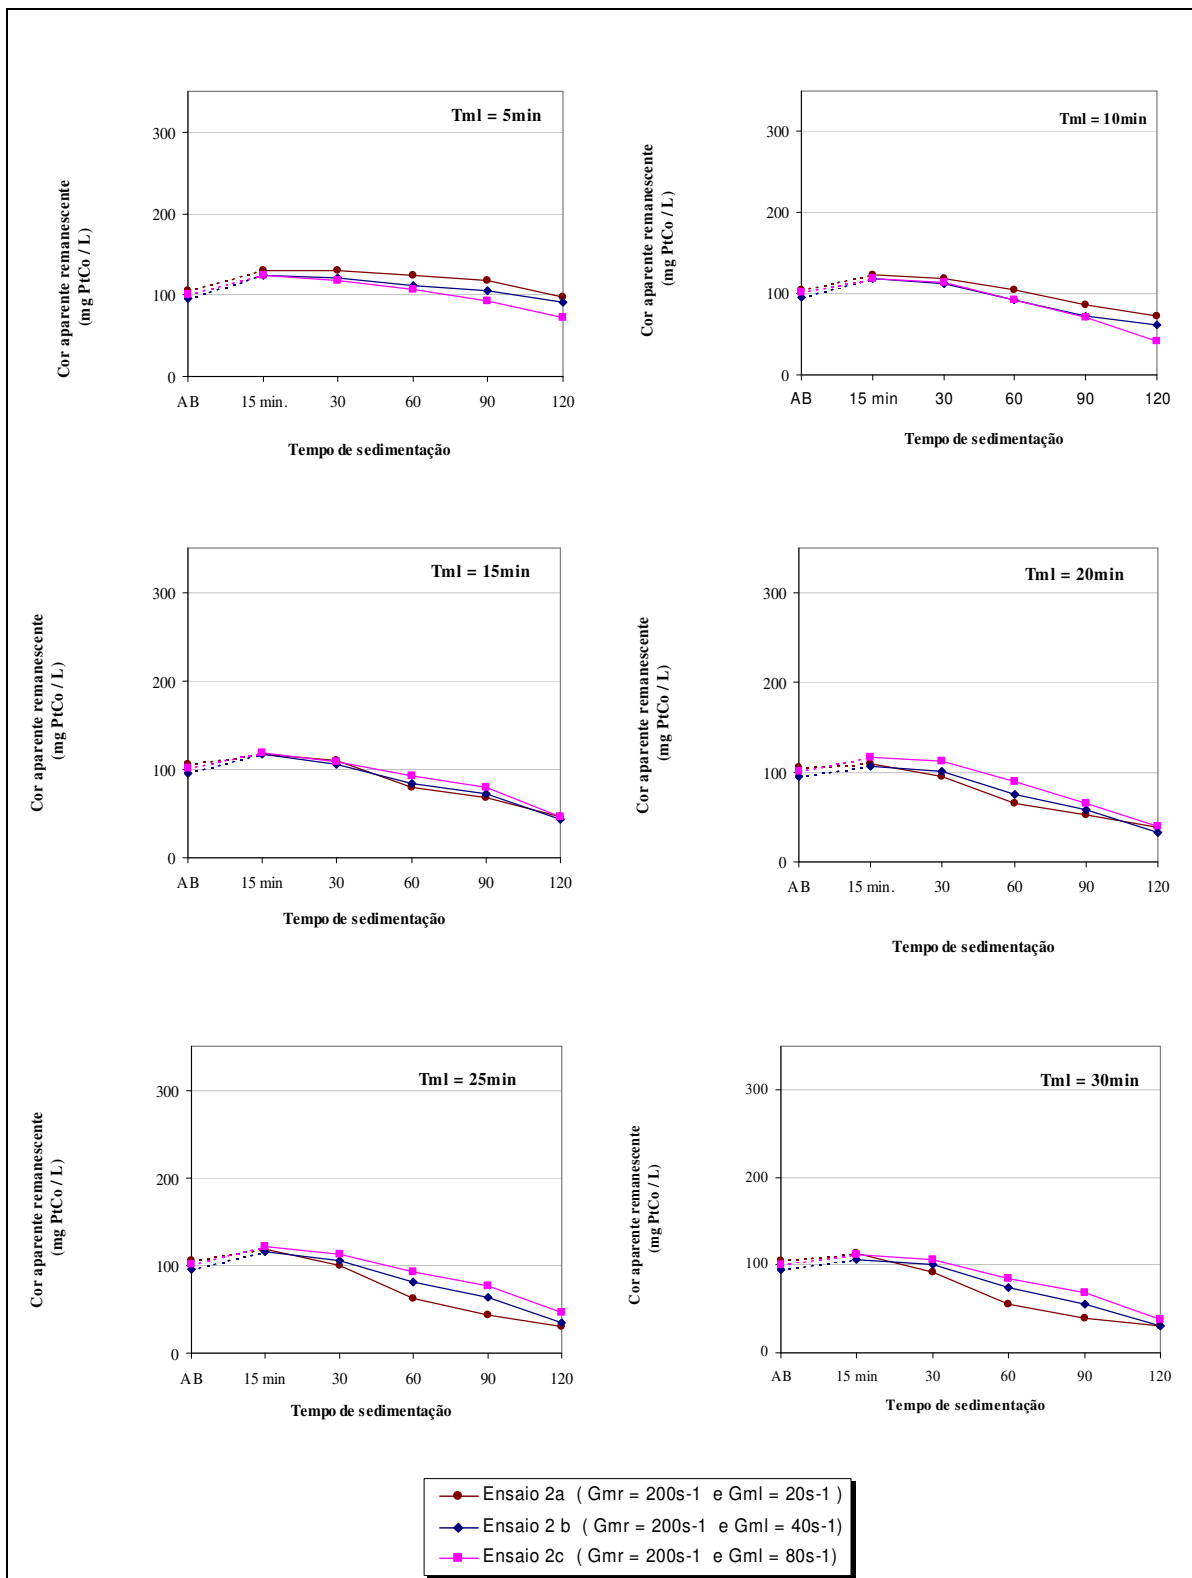 Tml = 5min
Cor aparente remanescente
(mg PtCo / L)
300
200
100
0
AB 15 min. 30 60 90 120
Tempo de sedimentação
Tml = 10min
Cor aparente remanescente
(mg PtCo / L)
300
200
100
0
AB 15 min 30 60 90 120
Tempo de sedimentação
Tml = 15min
Cor aparente remanescente
(mg PtCo / L)
300
200
100
0
AB 15 min 30 60 90 120
Tempo de sedimentação
Tml = 20min
Cor aparente remanescente
(mg PtCo / L)
300
200
100
0
AB 15 min. 30 60 90 120
Tempo de sedimentação
Tml = 25min
Cor aparente remanescente
(mg PtCo / L)
300
200
100
0
AB 15 min 30 60 90 120
Tempo de sedimentação
Tml = 30min
Cor aparente remanescente
(mg PtCo / L)
300
200
100
0
AB 15 min 30 60 90 120
Tempo de sedimentação
Ensaio 2a ( Gmr = 200s-1 e Gml = 20s-1 )
Ensaio 2 b ( Gmr = 200s-1 e Gml = 40s-1)
Ensaio 2c ( Gmr = 200s-1 e Gml = 80s-1)